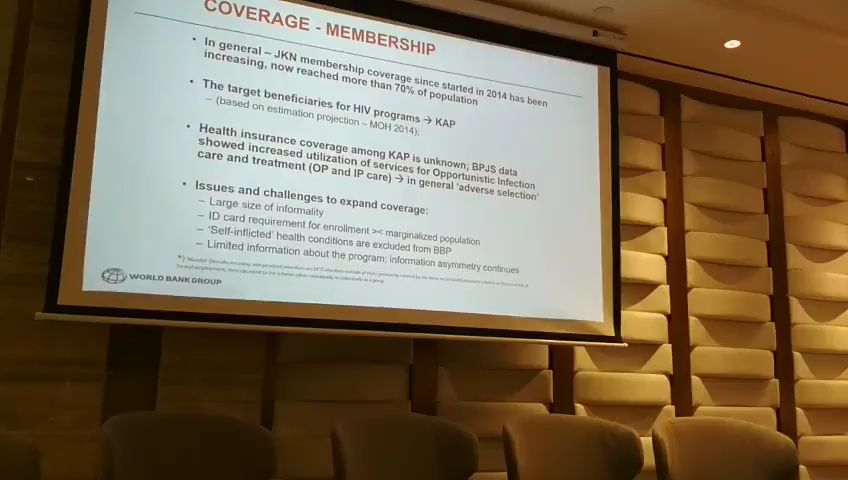 COVERAGE - MEMBERSHIP
• In general – JKN membership coverage since started in 2014 has been
increasing, now reached more than 70% of population
• The target beneficiaries for HIV programs → KAP
– (based on estimation projection – MOH 2014);
• Health insurance coverage among KAP is unknown; BPJS data
showed increased utilization of services for Opportunistic Infection
care and treatment (OP and IP care) → in general 'adverse selection'
• Issues and challenges to expand coverage:
– Large size of informality
– ID card requirement for enrollment >< marginalized population
– 'Self-inflicted' health conditions are excluded from BBP
– Limited information about the program; information asymmetry continues
WORLD BANK GROUP